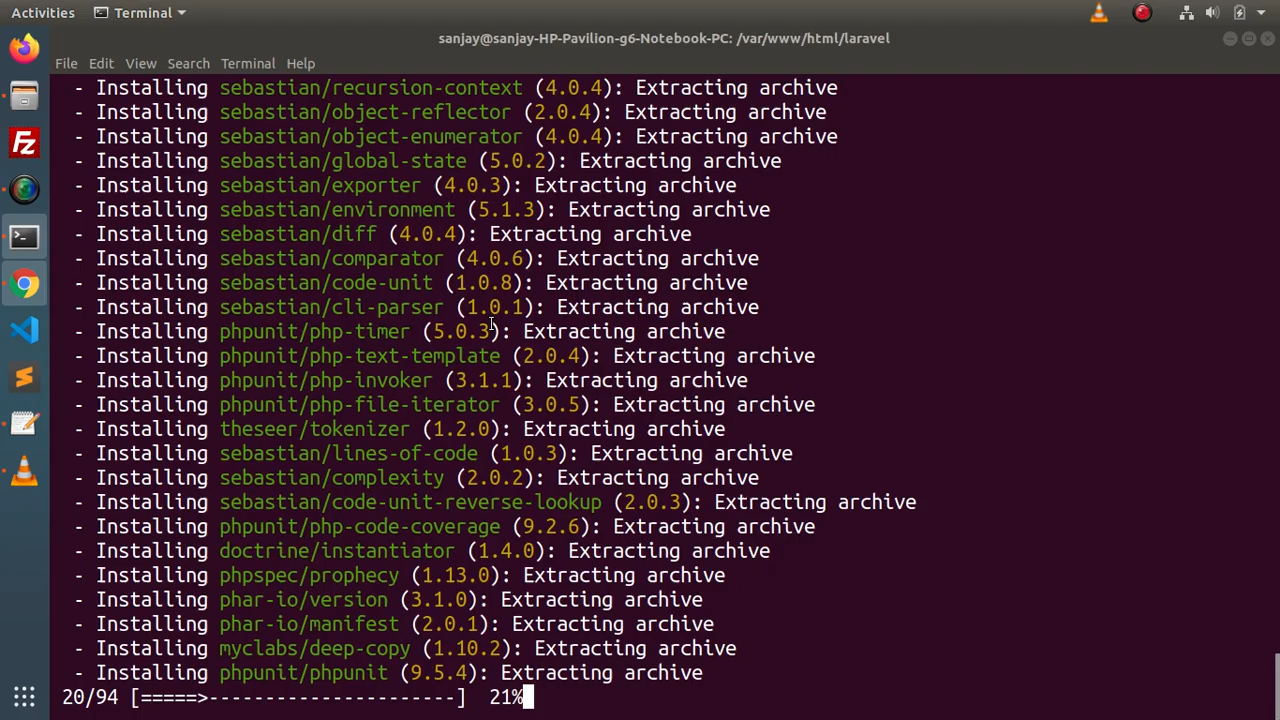 Activities Terminal
sanjay@sanjay-HP-Pavilion-g6-Notebook-PC: /var/www/html/laravel
File Edit View Search Terminal Help
- Installing sebastian/recursion-context (4.0.4): Extracting archive
- Installing sebastian/object-reflector (2.0.4): Extracting archive
- Installing sebastian/object-enumerator (4.0.4): Extracting archive
- Installing sebastian/global-state (5.0.2): Extracting archive
- Installing sebastian/exporter (4.0.3): Extracting archive
- Installing sebastian/environment (5.1.3): Extracting archive
- Installing sebastian/diff (4.0.4): Extracting archive
- Installing sebastian/comparator (4.0.6): Extracting archive
- Installing sebastian/code-unit (1.0.8): Extracting archive
- Installing sebastian/cli-parser (1.0.1): Extracting archive
- Installing phpunit/php-timer (5.0.3): Extracting archive
- Installing phpunit/php-text-template (2.0.4): Extracting archive
- Installing phpunit/php-invoker (3.1.1): Extracting archive
- Installing phpunit/php-file-iterator (3.0.5): Extracting archive
- Installing theseer/tokenizer (1.2.0): Extracting archive
- Installing sebastian/lines-of-code (1.0.3): Extracting archive
- Installing sebastian/complexity (2.0.2): Extracting archive
- Installing sebastian/code-unit-reverse-lookup (2.0.3): Extracting archive
- Installing phpunit/php-code-coverage (9.2.6): Extracting archive
- Installing doctrine/instantiator (1.4.0): Extracting archive
- Installing phpspec/prophecy (1.13.0): Extracting archive
- Installing phar-io/version (3.1.0): Extracting archive
- Installing phar-io/manifest (2.0.1): Extracting archive
- Installing myclabs/deep-copy (1.10.2): Extracting archive
- Installing phpunit/phpunit (9.5.4): Extracting archive
20/94 [=====>----------------------] 21%